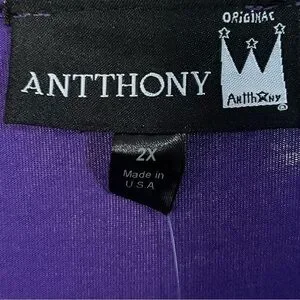 ORIGINAL
ANTTHONY
Antthony
2X
Made in
U.S.A